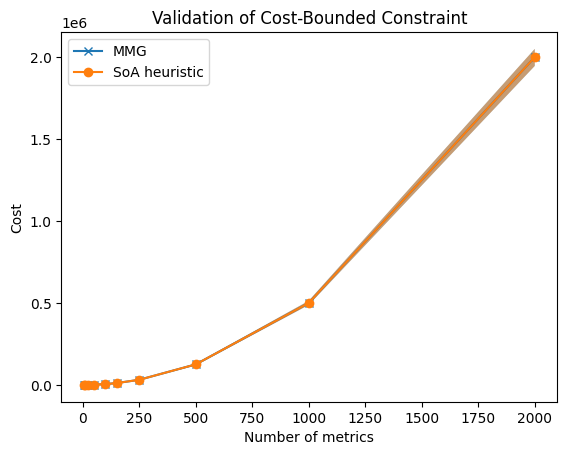 Validation of Cost-Bounded Constraint
1e6
MMG
SoA heuristic
2.0
1.5
1.0
0.5
0.0
Cost
0 250 500 750 1000 1250 1500 1750 2000
Number of metrics